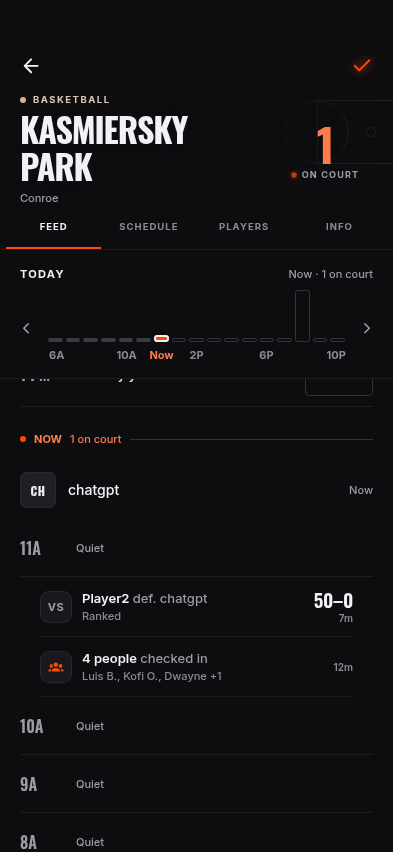 BASKETBALL
KASMIERSKY
PARK
Conroe
1
ON COURT
FEED SCHEDULE PLAYERS INFO
TODAY Now · 1 on court
6A 10A Now 2P 6P 10P
NOW 1 on court
CH chatgpt Now
11A Quiet
VS Player2 def. chatgpt 50–0
Ranked 7m
4 people checked in 12m
Luis B., Kofi O., Dwayne +1
10A Quiet
9A Quiet
8A Quiet